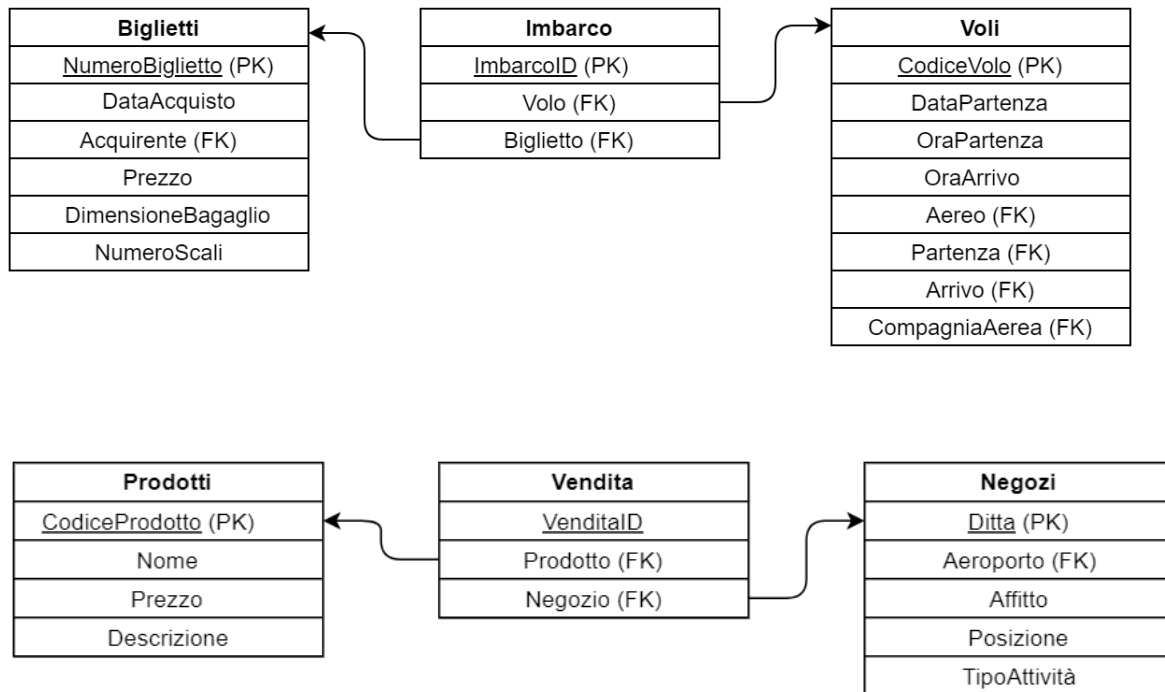 Biglietti
NumeroBiglietto (PK)
DataAcquisto
Acquirente (FK)
Prezzo
DimensioneBagaglio
NumeroScali
Imbarco
ImbarcoID (PK)
Volo (FK)
Biglietto (FK)
Voli
CodiceVolo (PK)
DataPartenza
OraPartenza
OraArrivo
Aereo (FK)
Partenza (FK)
Arrivo (FK)
CompagniaAerea (FK)
Prodotti
CodiceProdotto (PK)
Nome
Prezzo
Descrizione
Vendita
VenditaID
Prodotto (FK)
Negozio (FK)
Negozi
Ditta (PK)
Aeroporto (FK)
Affitto
Posizione
TipoAttività